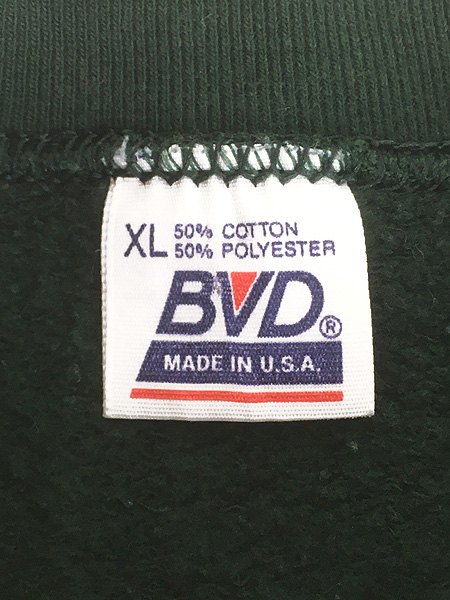 XL 50% COTTON
50% POLYESTER
BVD®
MADE IN U.S.A.